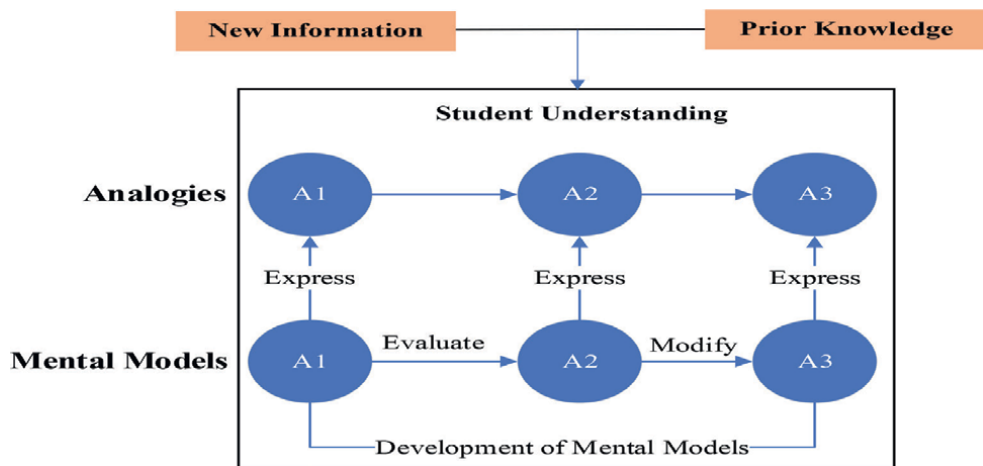 New Information
Prior Knowledge
Student Understanding
Analogies
A1
A2
A3
Express
Express
Express
Mental Models
A1
Evaluate
A2
Modify
A3
Development of Mental Models